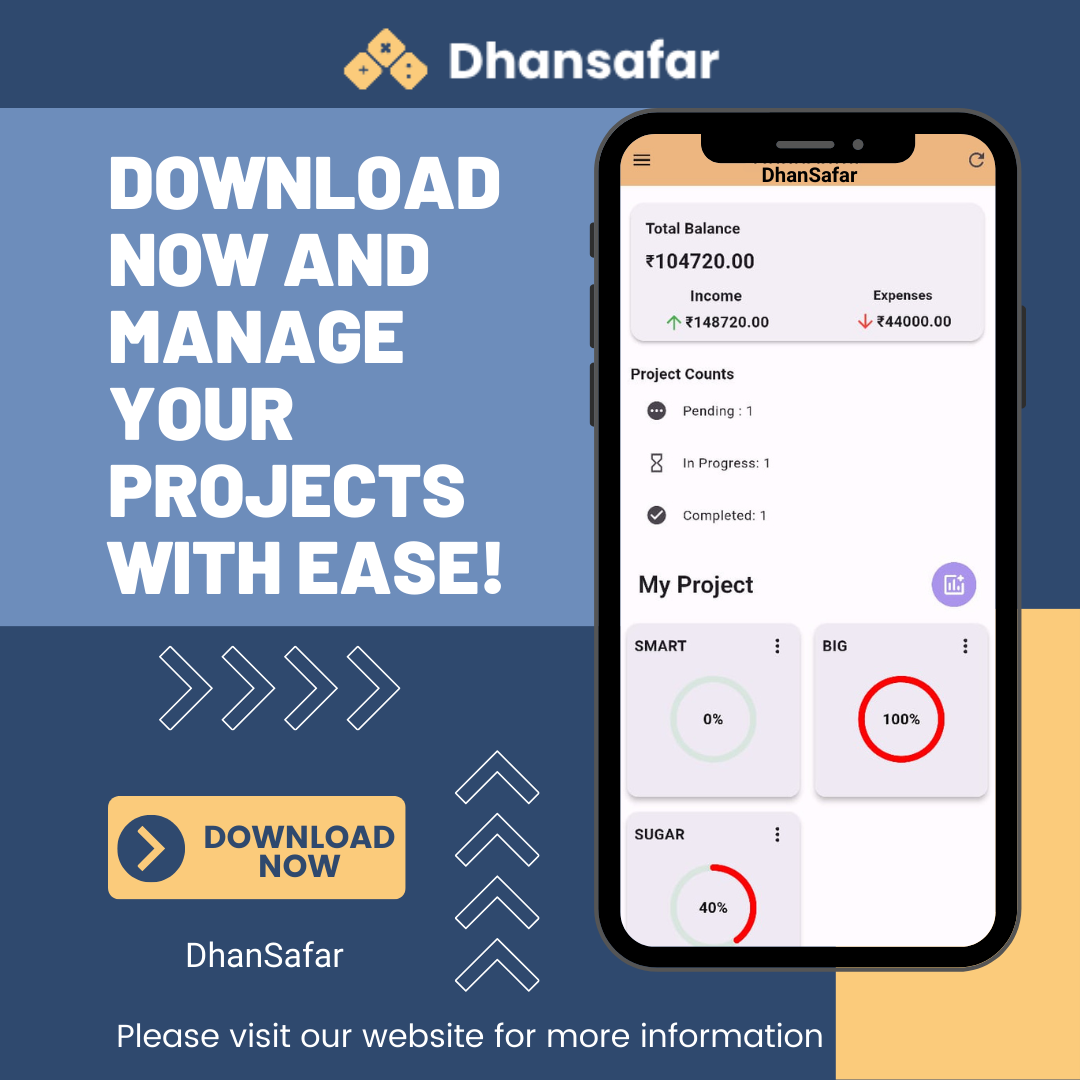 Dhansafar
DOWNLOAD
NOW AND
MANAGE
YOUR
PROJECTS
WITH EASE!
DOWNLOAD
NOW
DhanSafar
Please visit our website for more information
DhanSafar
Total Balance
₹104720.00
Income Expenses
₹148720.00 ₹44000.00
Project Counts
Pending : 1
In Progress: 1
Completed: 1
My Project
SMART BIG
0% 100%
SUGAR
40%